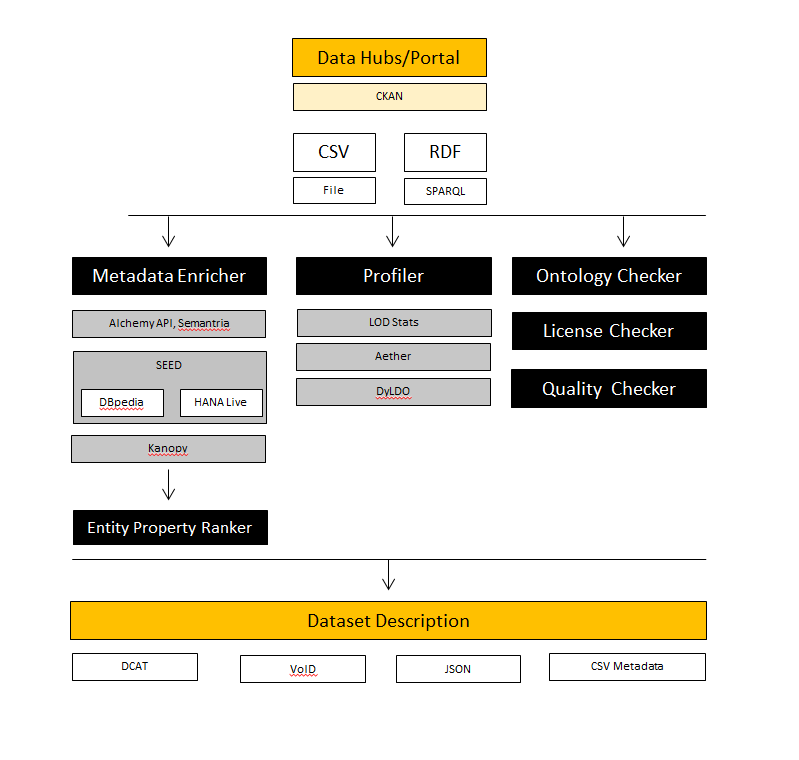 Data Hubs/Portal
CKAN
CSV
RDF
File
SPARQL
Metadata Enricher
Profiler
Ontology Checker
Alchemy API, Semantria
LOD Stats
License Checker
SEED
Aether
DBpedia
HANA Live
DyLDO
Quality Checker
Kanopy
Entity Property Ranker
Dataset Description
DCAT
VoID
JSON
CSV Metadata